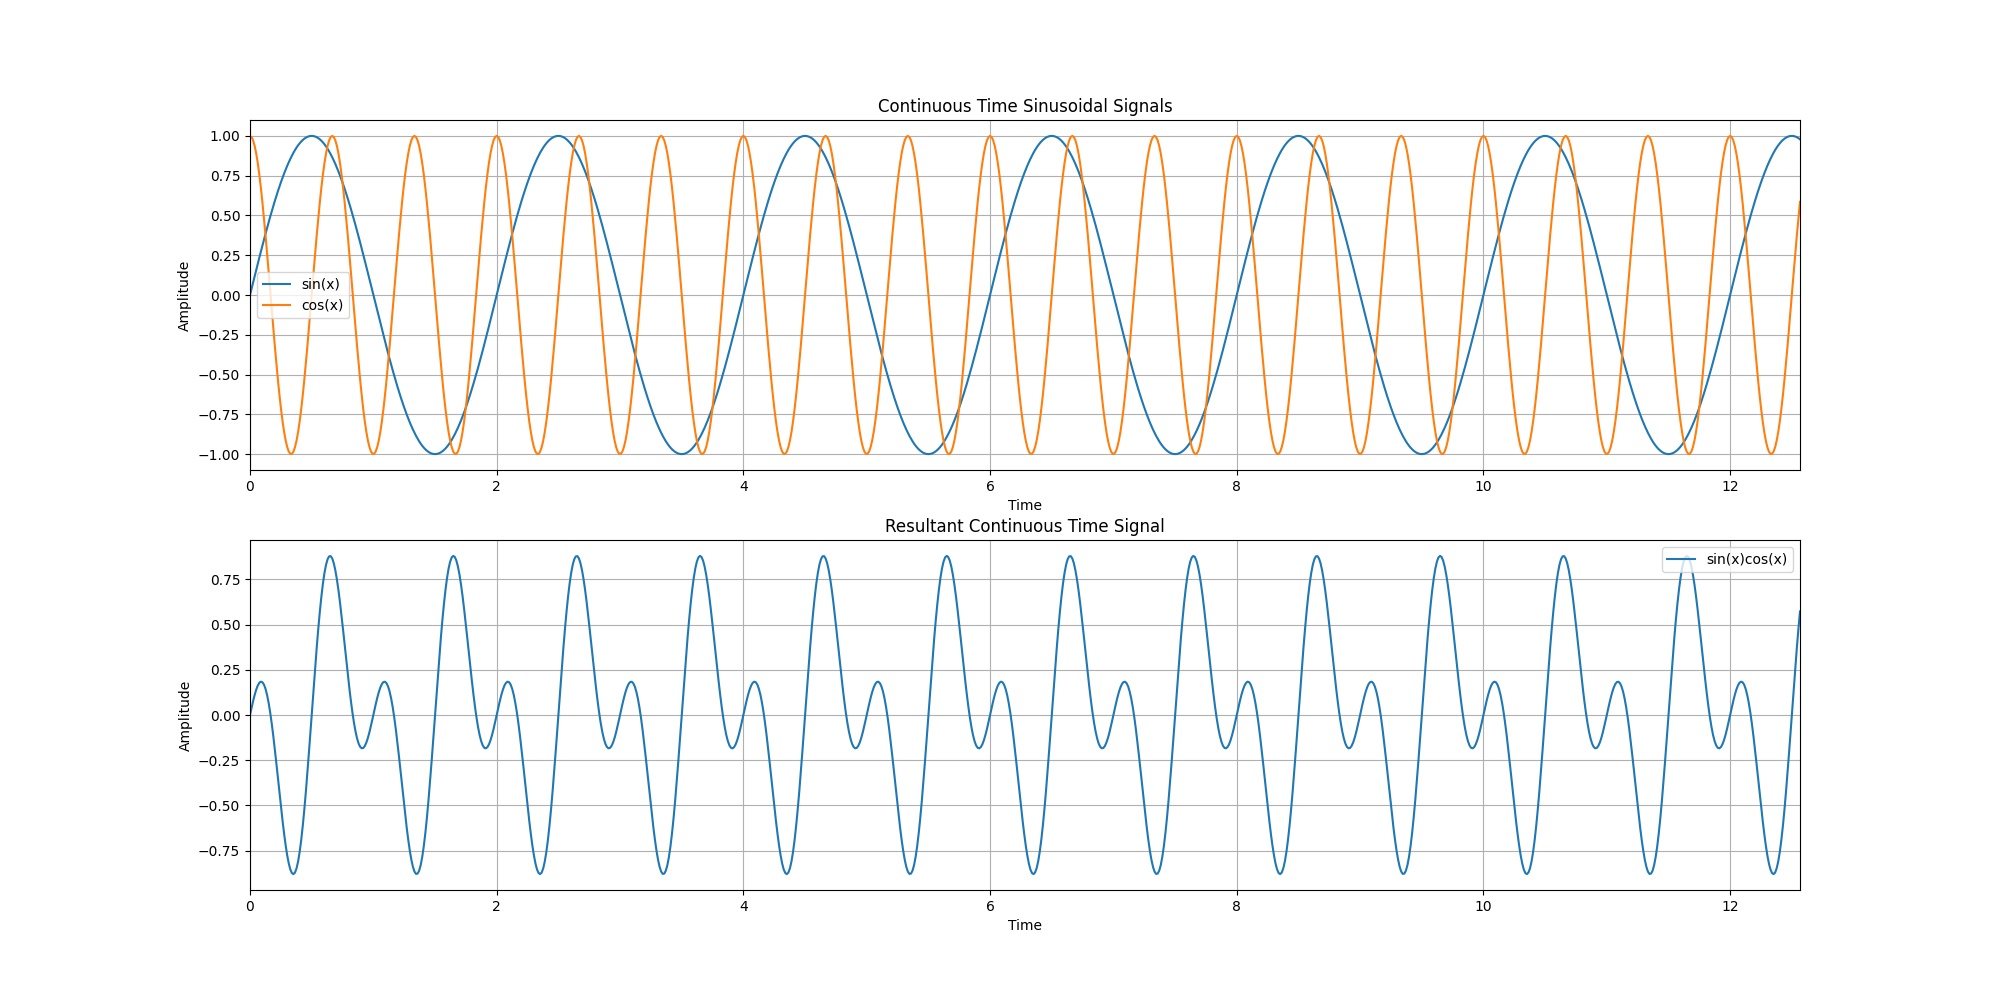 Continuous Time Sinusoidal Signals
1.00
0.75
0.50
0.25
0.00
−0.25
−0.50
−0.75
−1.00
Amplitude
sin(x)
cos(x)
0 2 4 6 8 10 12
Time
Resultant Continuous Time Signal
0.75
0.50
0.25
0.00
−0.25
−0.50
−0.75
Amplitude
sin(x)cos(x)
0 2 4 6 8 10 12
Time